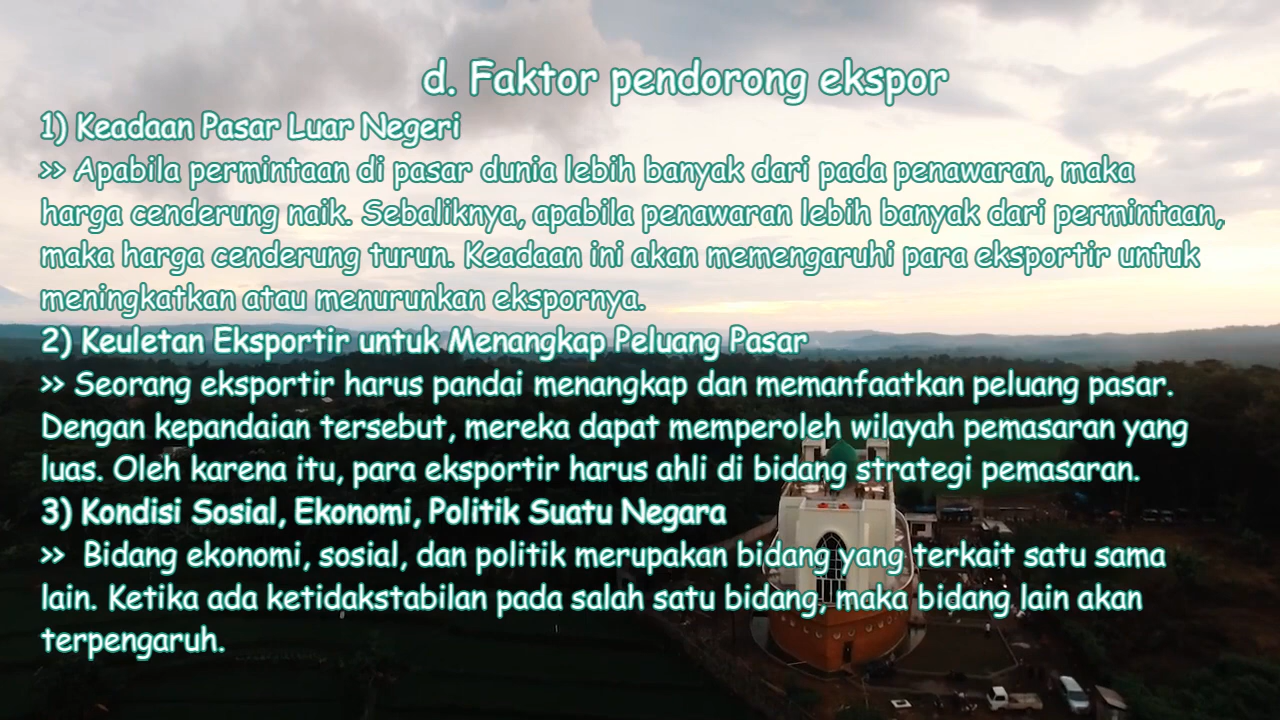 d. Faktor pendorong ekspor
1) Keadaan Pasar Luar Negeri
>> Apabila permintaan di pasar dunia lebih banyak dari pada penawaran, maka
harga cenderung naik. Sebaliknya, apabila penawaran lebih banyak dari permintaan,
maka harga cenderung turun. Keadaan ini akan memengaruhi para eksportir untuk
meningkatkan atau menurunkan ekspornya.
2) Keuletan Eksportir untuk Menangkap Peluang Pasar
>> Seorang eksportir harus pandai menangkap dan memanfaatkan peluang pasar.
Dengan kepandaian tersebut, mereka dapat memperoleh wilayah pemasaran yang
luas. Oleh karena itu, para eksportir harus ahli di bidang strategi pemasaran.
3) Kondisi Sosial, Ekonomi, Politik Suatu Negara
>>  Bidang ekonomi, sosial, dan politik merupakan bidang yang terkait satu sama
lain. Ketika ada ketidakstabilan pada salah satu bidang, maka bidang lain akan
terpengaruh.